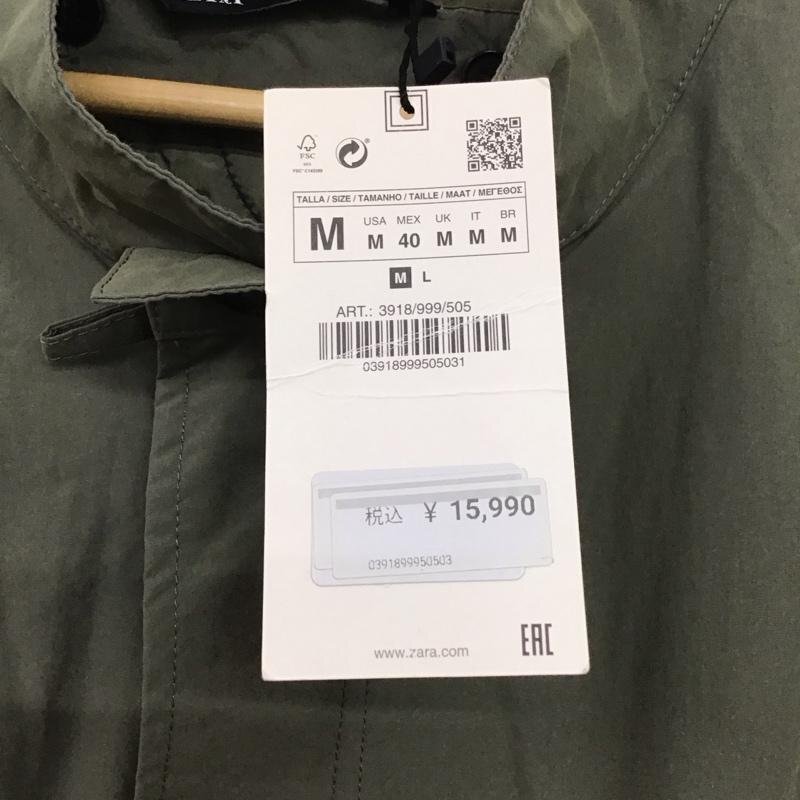 FSC
TALLA / SIZE / TAMANHO / TAILLE / MAAT / ΜΕΓΕΘΟΣ
M
USA MEX UK IT BR
M 40 M M M
M L
ART.: 3918/999/505
03918999505031
税込 ¥ 15,990
0391899950503
www.zara.com
EAC